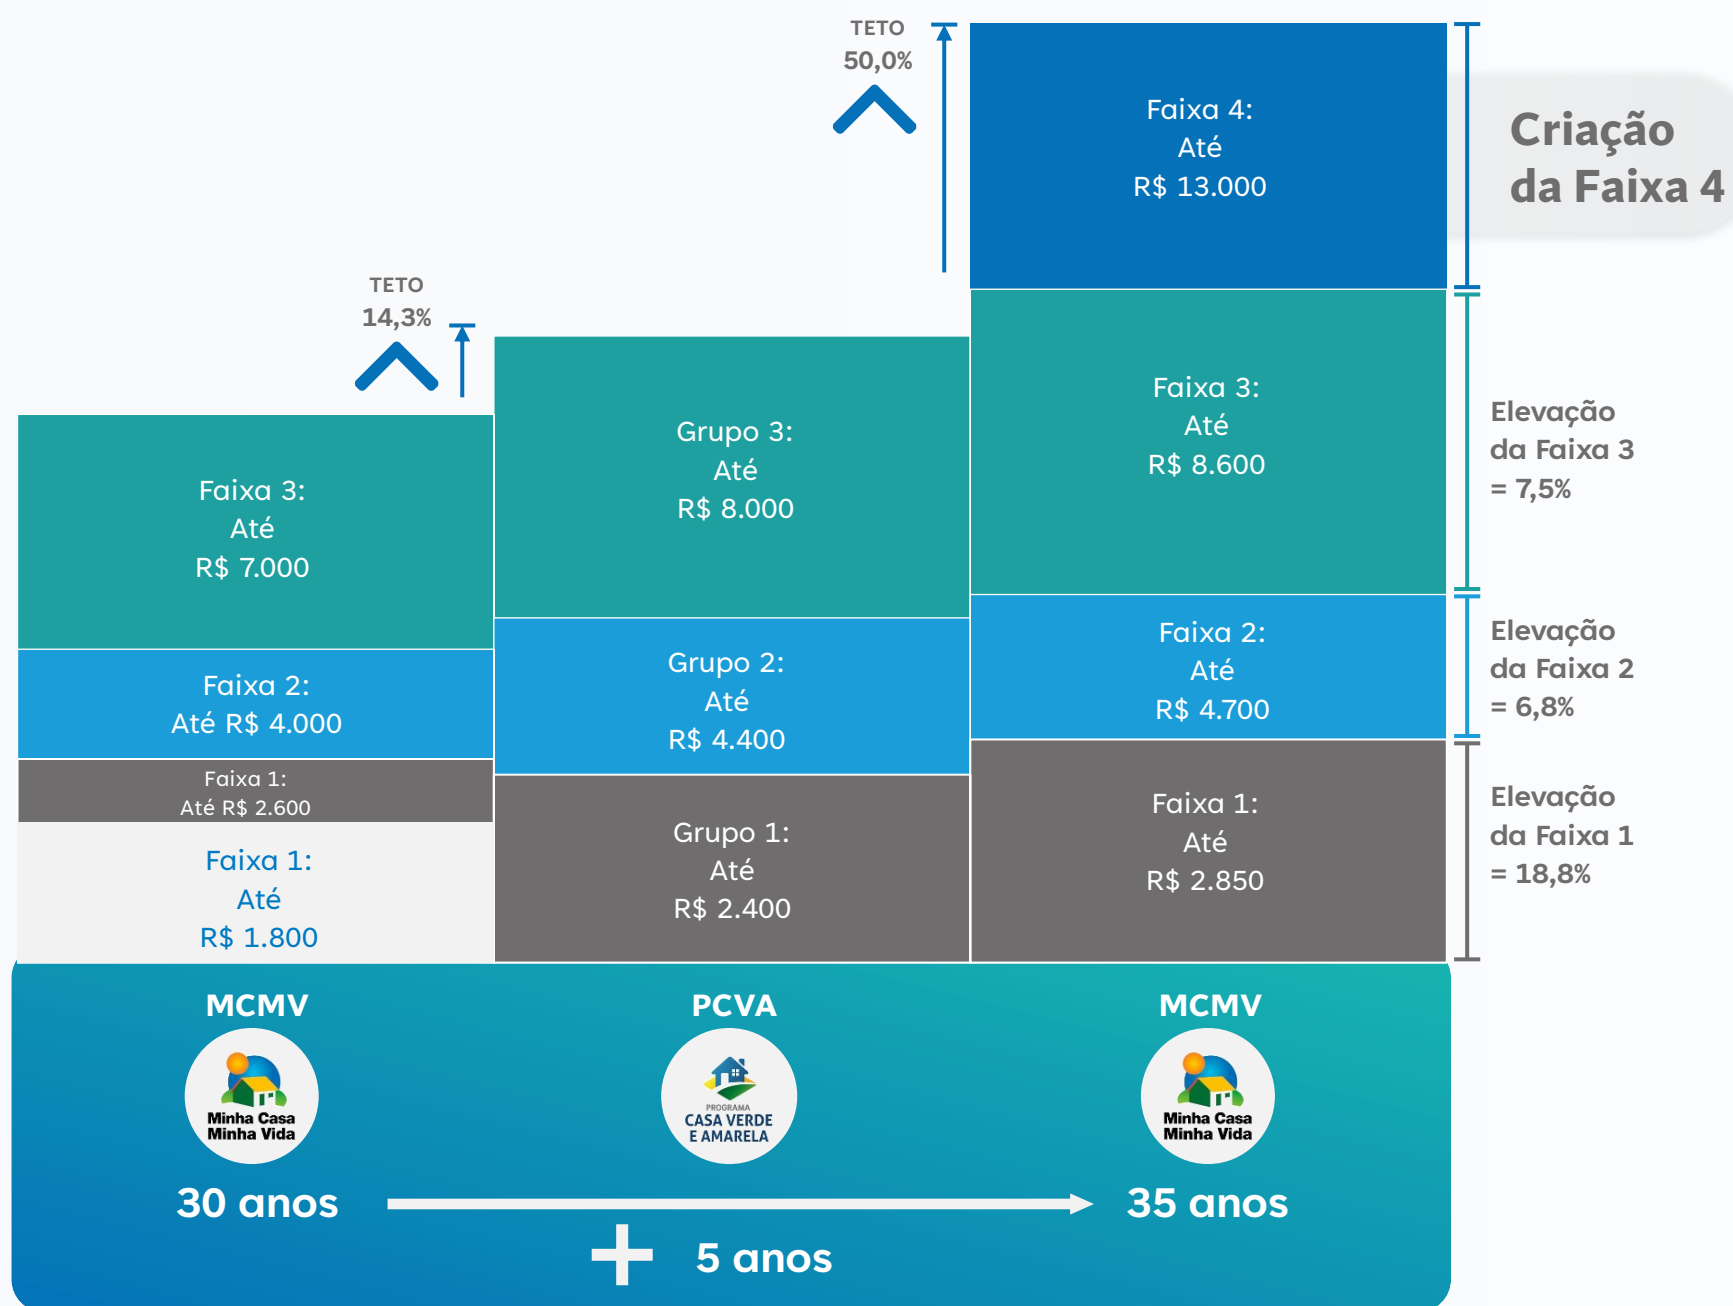 TETO
50,0%
Faixa 4:
Até
R$ 13.000
Criação
da Faixa 4
TETO
14,3%
Faixa 3:
Até
R$ 7.000
Faixa 2:
Até R$ 4.000
Faixa 1:
Até R$ 2.600
Faixa 1:
Até
R$ 1.800
Grupo 3:
Até
R$ 8.000
Grupo 2:
Até
R$ 4.400
Grupo 1:
Até
R$ 2.400
Faixa 3:
Até
R$ 8.600
Faixa 2:
Até
R$ 4.700
Faixa 1:
Até
R$ 2.850
Elevação
da Faixa 3
= 7,5%
Elevação
da Faixa 2
= 6,8%
Elevação
da Faixa 1
= 18,8%
MCMV
Minha Casa
Minha Vida
30 anos
PCVA
PROGRAMA
CASA VERDE
E AMARELA
MCMV
Minha Casa
Minha Vida
35 anos
+ 5 anos